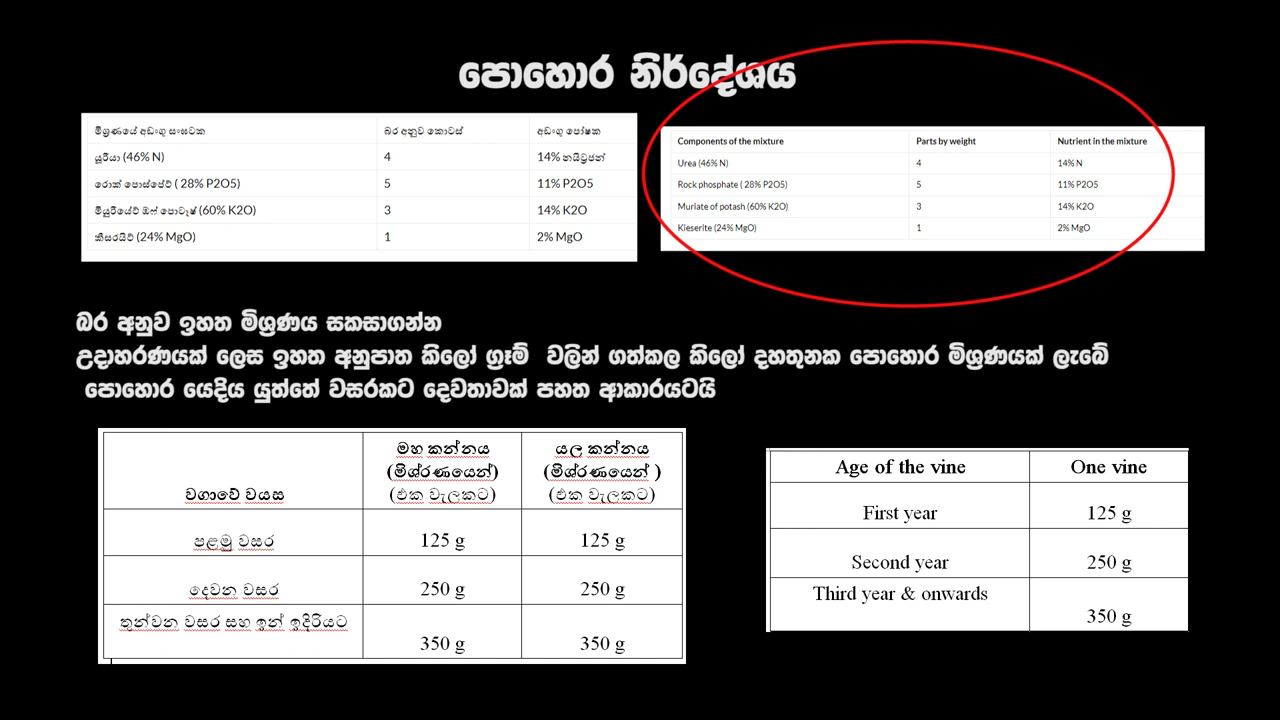 පොහොර නිර්දේශය
මිශ්‍රණයේ අඩංගු සංඝටක බර අනුව කොටස් අඩංගු පෝෂක
යූරියා (46% N) 4 14% නයිට්‍රජන්
රොක් පොස්පේට් ( 28% P2O5) 5 11% P2O5
මියුරියේට් ඔෆ් පොටෑෂ් (60% K2O) 3 14% K2O
කීසරයිට් (24% MgO) 1 2% MgO
Components of the mixture Parts by weight Nutrient in the mixture
Urea (46% N) 4 14% N
Rock phosphate ( 28% P2O5) 5 11% P2O5
Muriate of potash (60% K2O) 3 14% K2O
Kieserite (24% MgO) 1 2% MgO
බර අනුව ඉහත මිශ්‍රණය සකසාගන්න
උදාහරණයක් ලෙස ඉහත අනුපාත කිලෝ ග්‍රෑම් වලින් ගත්කල කිලෝ දහතුනක පොහොර මිශ්‍රණයක් ලැබේ
පොහොර යෙදිය යුත්තේ වසරකට දෙවතාවක් පහත ආකාරයටයි
මහ කන්නය යල කන්නය
(මිශ්රණයෙන්) (මිශ්රණයෙන් )
වගාවේ වයස (එක වැලකට) (එක වැලකට)
පළමු වසර 125 g 125 g
දෙවන වසර 250 g 250 g
තුන්වන වසර සහ ඉන් ඉදිරියට
350 g 350 g
Age of the vine One vine
First year 125 g
Second year 250 g
Third year & onwards
350 g